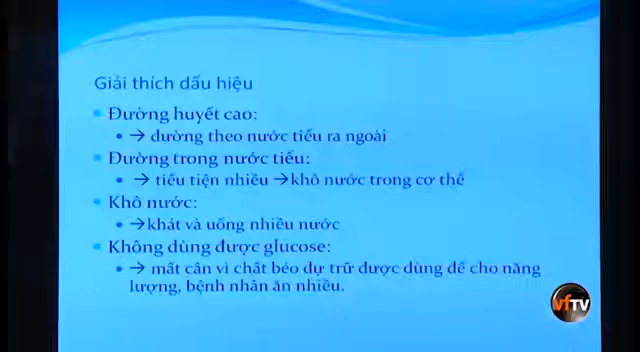 Giải thích dấu hiệu
Đường huyết cao:
→ đường theo nước tiểu ra ngoài
Đường trong nước tiểu:
→ tiểu tiện nhiều →khô nước trong cơ thể
Khô nước:
→khát và uống nhiều nước
Không dùng được glucose:
→ mất cân vì chất béo dự trữ được dùng để cho năng
lượng, bệnh nhân ăn nhiều.
vfTV